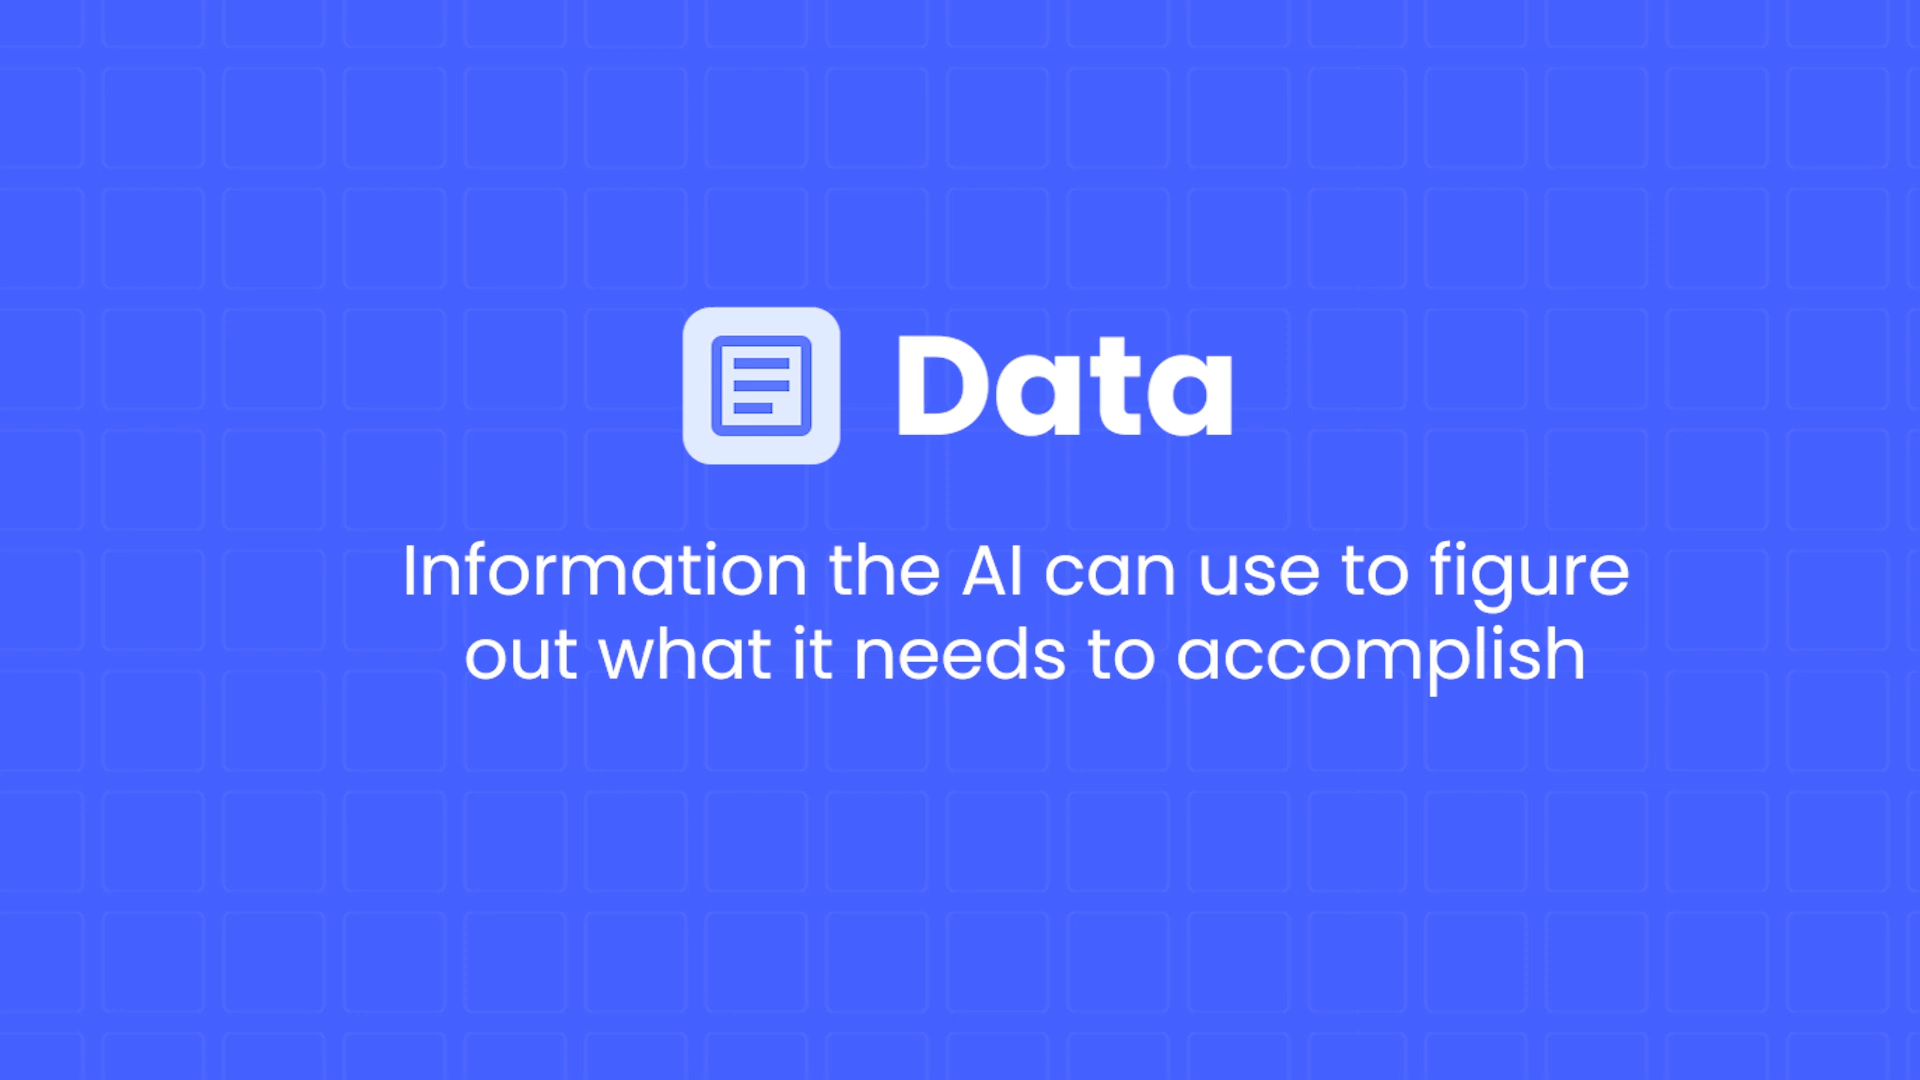 Data
Information the AI can use to figure
out what it needs to accomplish